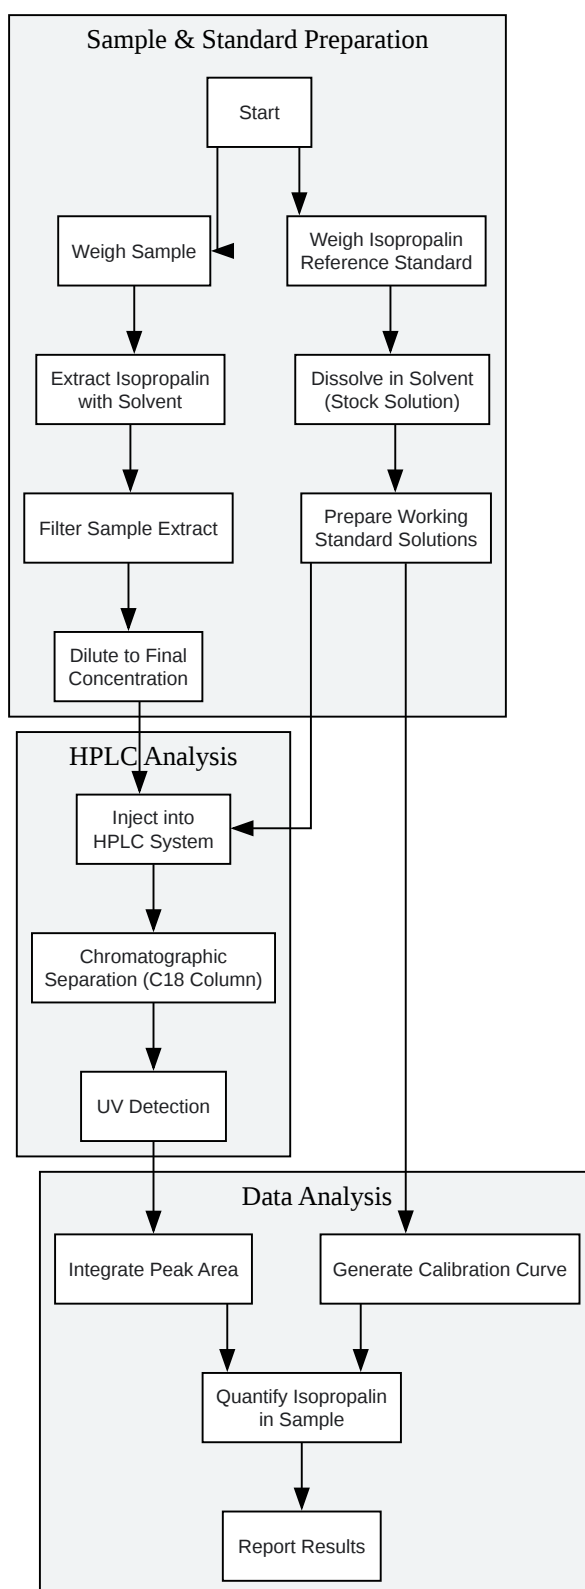 Sample & Standard Preparation
Start
Weigh Sample
Weigh Isopropalin
Reference Standard
Extract Isopropalin
with Solvent
Dissolve in Solvent
(Stock Solution)
Filter Sample Extract
Prepare Working
Standard Solutions
Dilute to Final
Concentration
HPLC Analysis
Inject into
HPLC System
Chromatographic
Separation (C18 Column)
UV Detection
Data Analysis
Integrate Peak Area
Generate Calibration Curve
Quantify Isopropalin
in Sample
Report Results